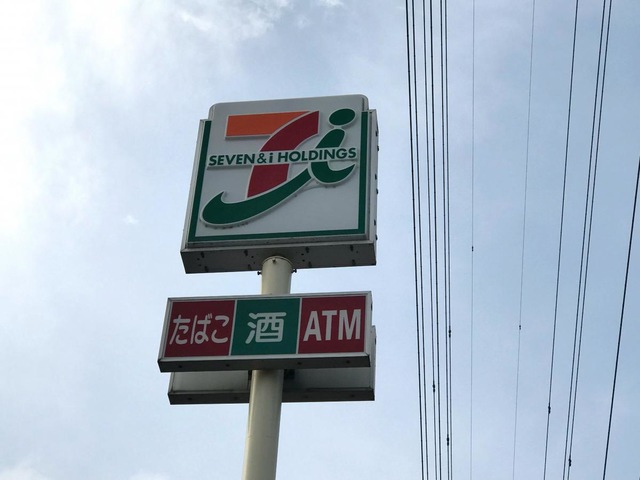 SEVEN & i HOLDINGS
たばこ 酒 ATM